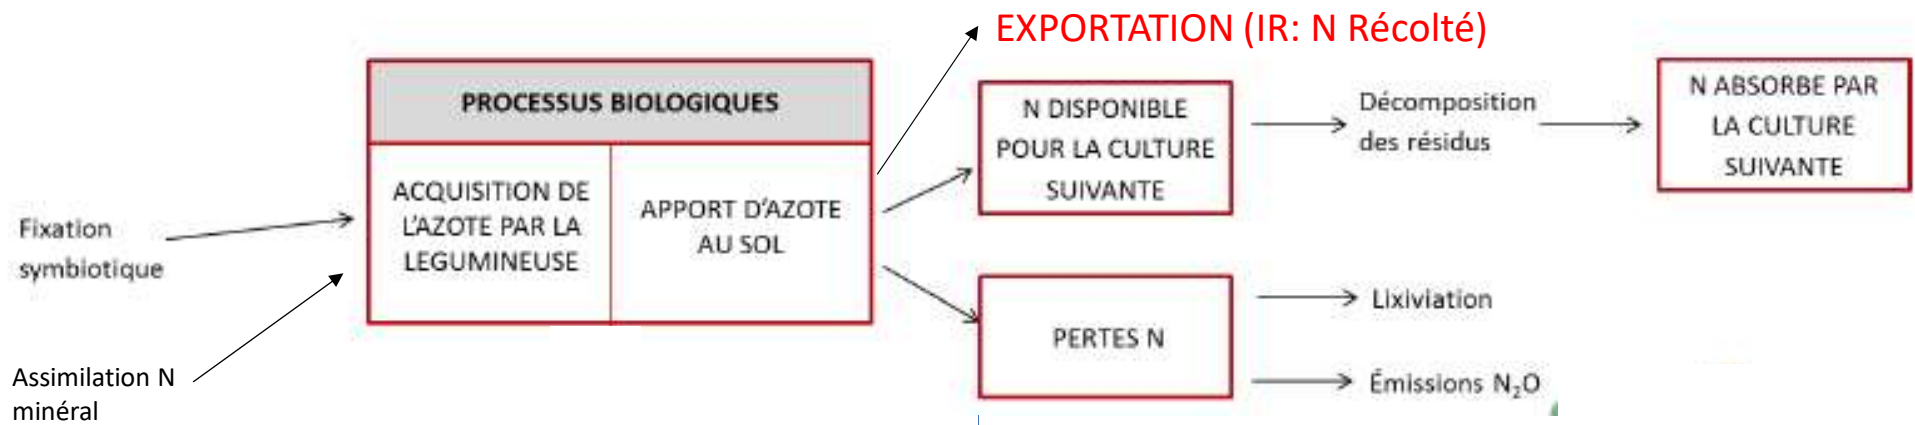 EXPORTATION (IR: N Récolté)
PROCESSUS BIOLOGIQUES
Fixation
symbiotique
Assimilation N
minéral
ACQUISITION DE
L'AZOTE PAR LA
LEGUMINEUSE
APPORT D'AZOTE
AU SOL
N DISPONIBLE
POUR LA CULTURE
SUIVANTE
Décomposition
des résidus
N ABSORBE PAR
LA CULTURE
SUIVANTE
PERTES N
Lixiviation
Émissions N₂O